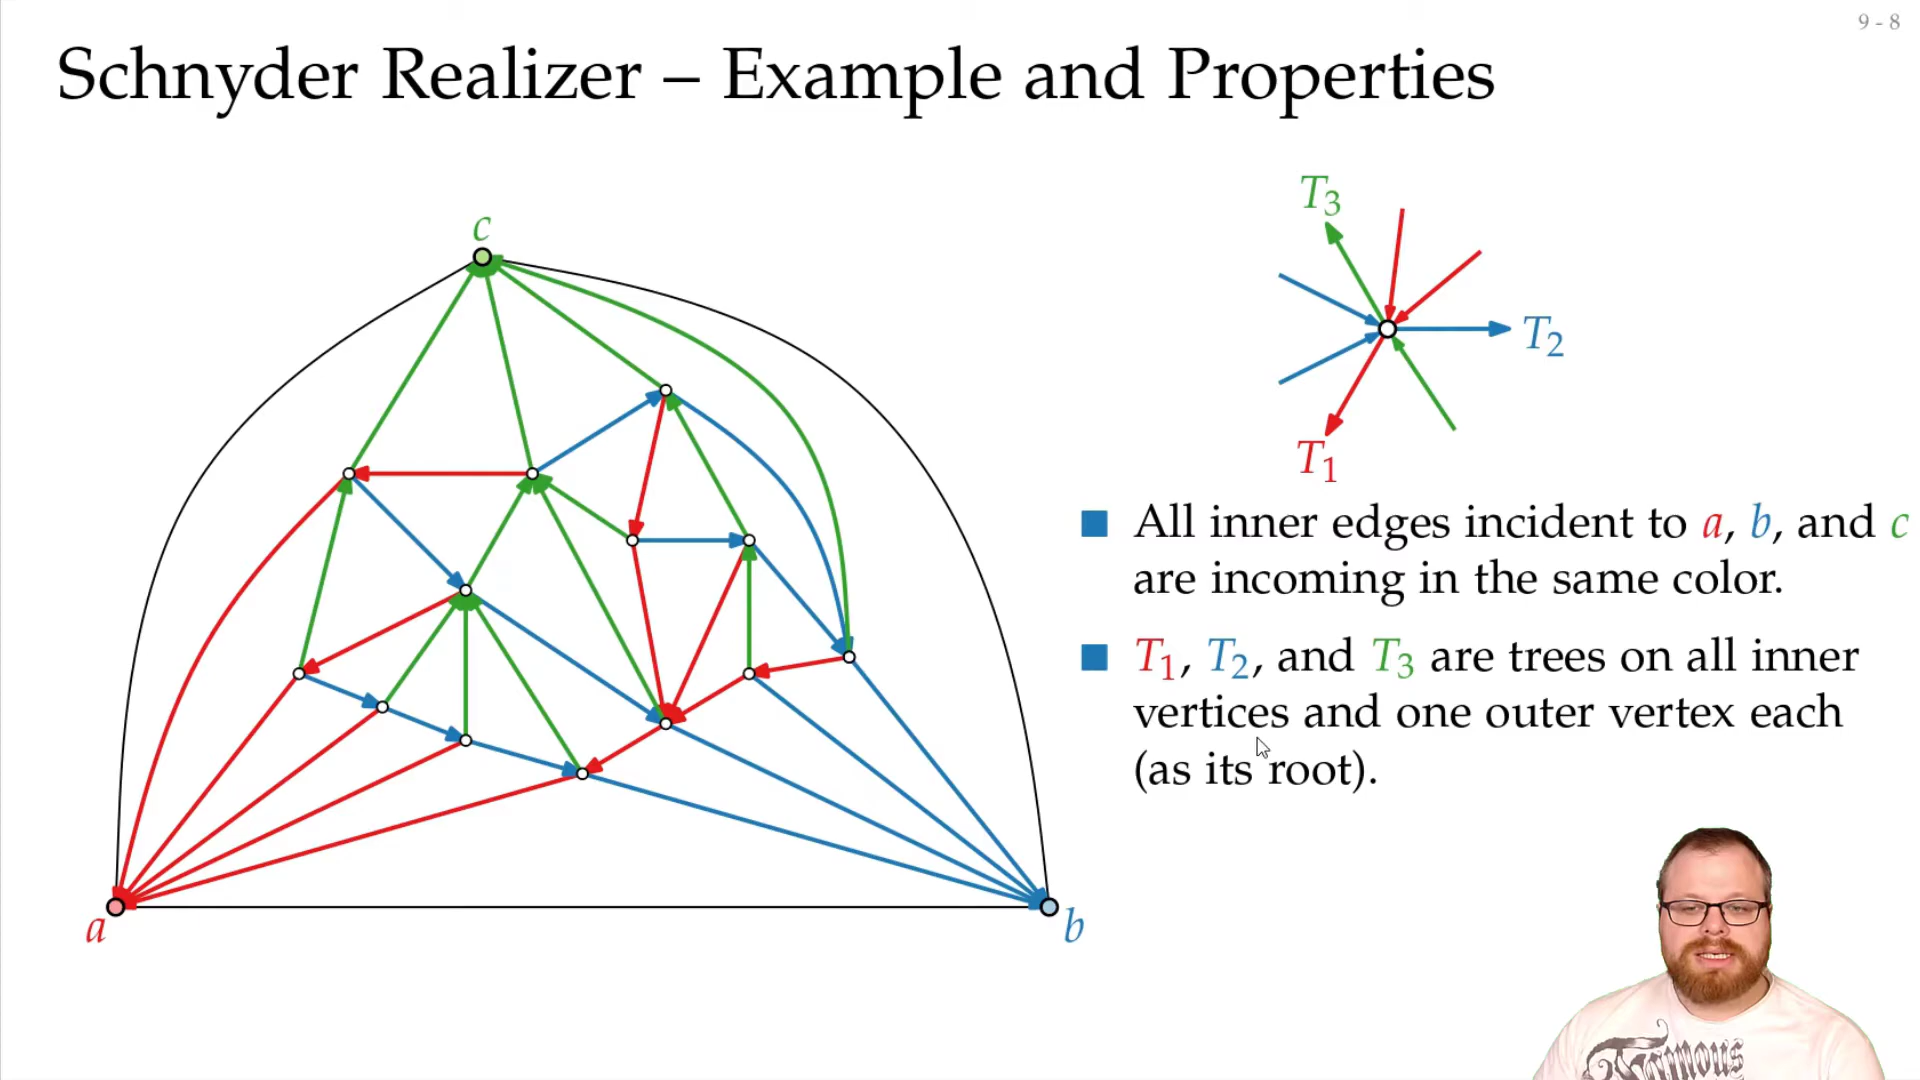 9 - 8
Schnyder Realizer – Example and Properties
c
a
b
T3
T2
T1
All inner edges incident to a, b, and c
are incoming in the same color.
T1, T2, and T3 are trees on all inner
vertices and one outer vertex each
(as its root).
Famous